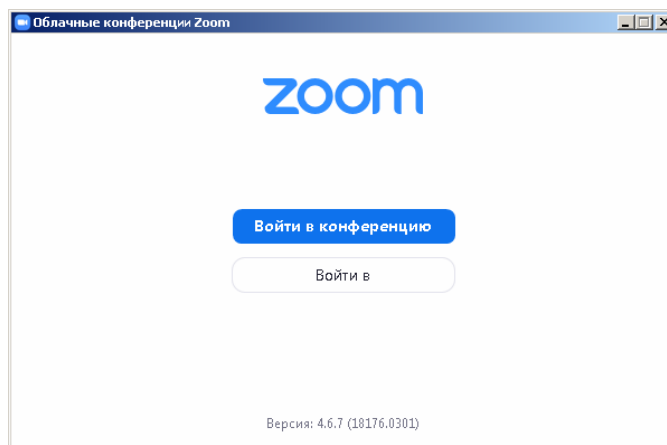 Облачные конференции Zoom
zoom
Войти в конференцию
Войти в
Версия: 4.6.7 (18176.0301)